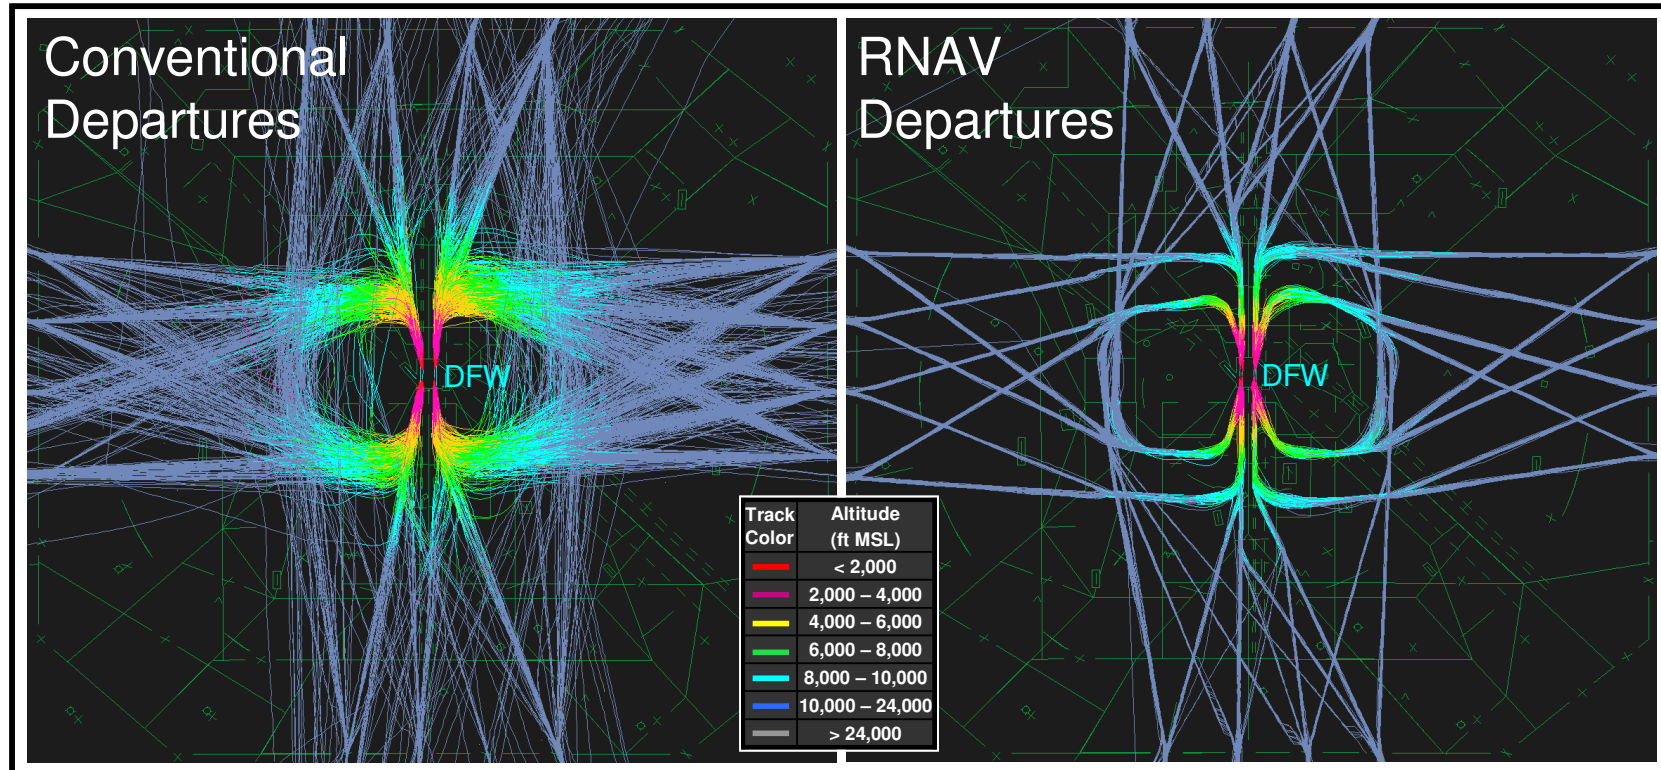 Conventional
Departures
DFW
RNAV
Departures
DFW
Track Color Altitude (ft MSL)
< 2,000
2,000 – 4,000
4,000 – 6,000
6,000 – 8,000
8,000 – 10,000
10,000 – 24,000
> 24,000